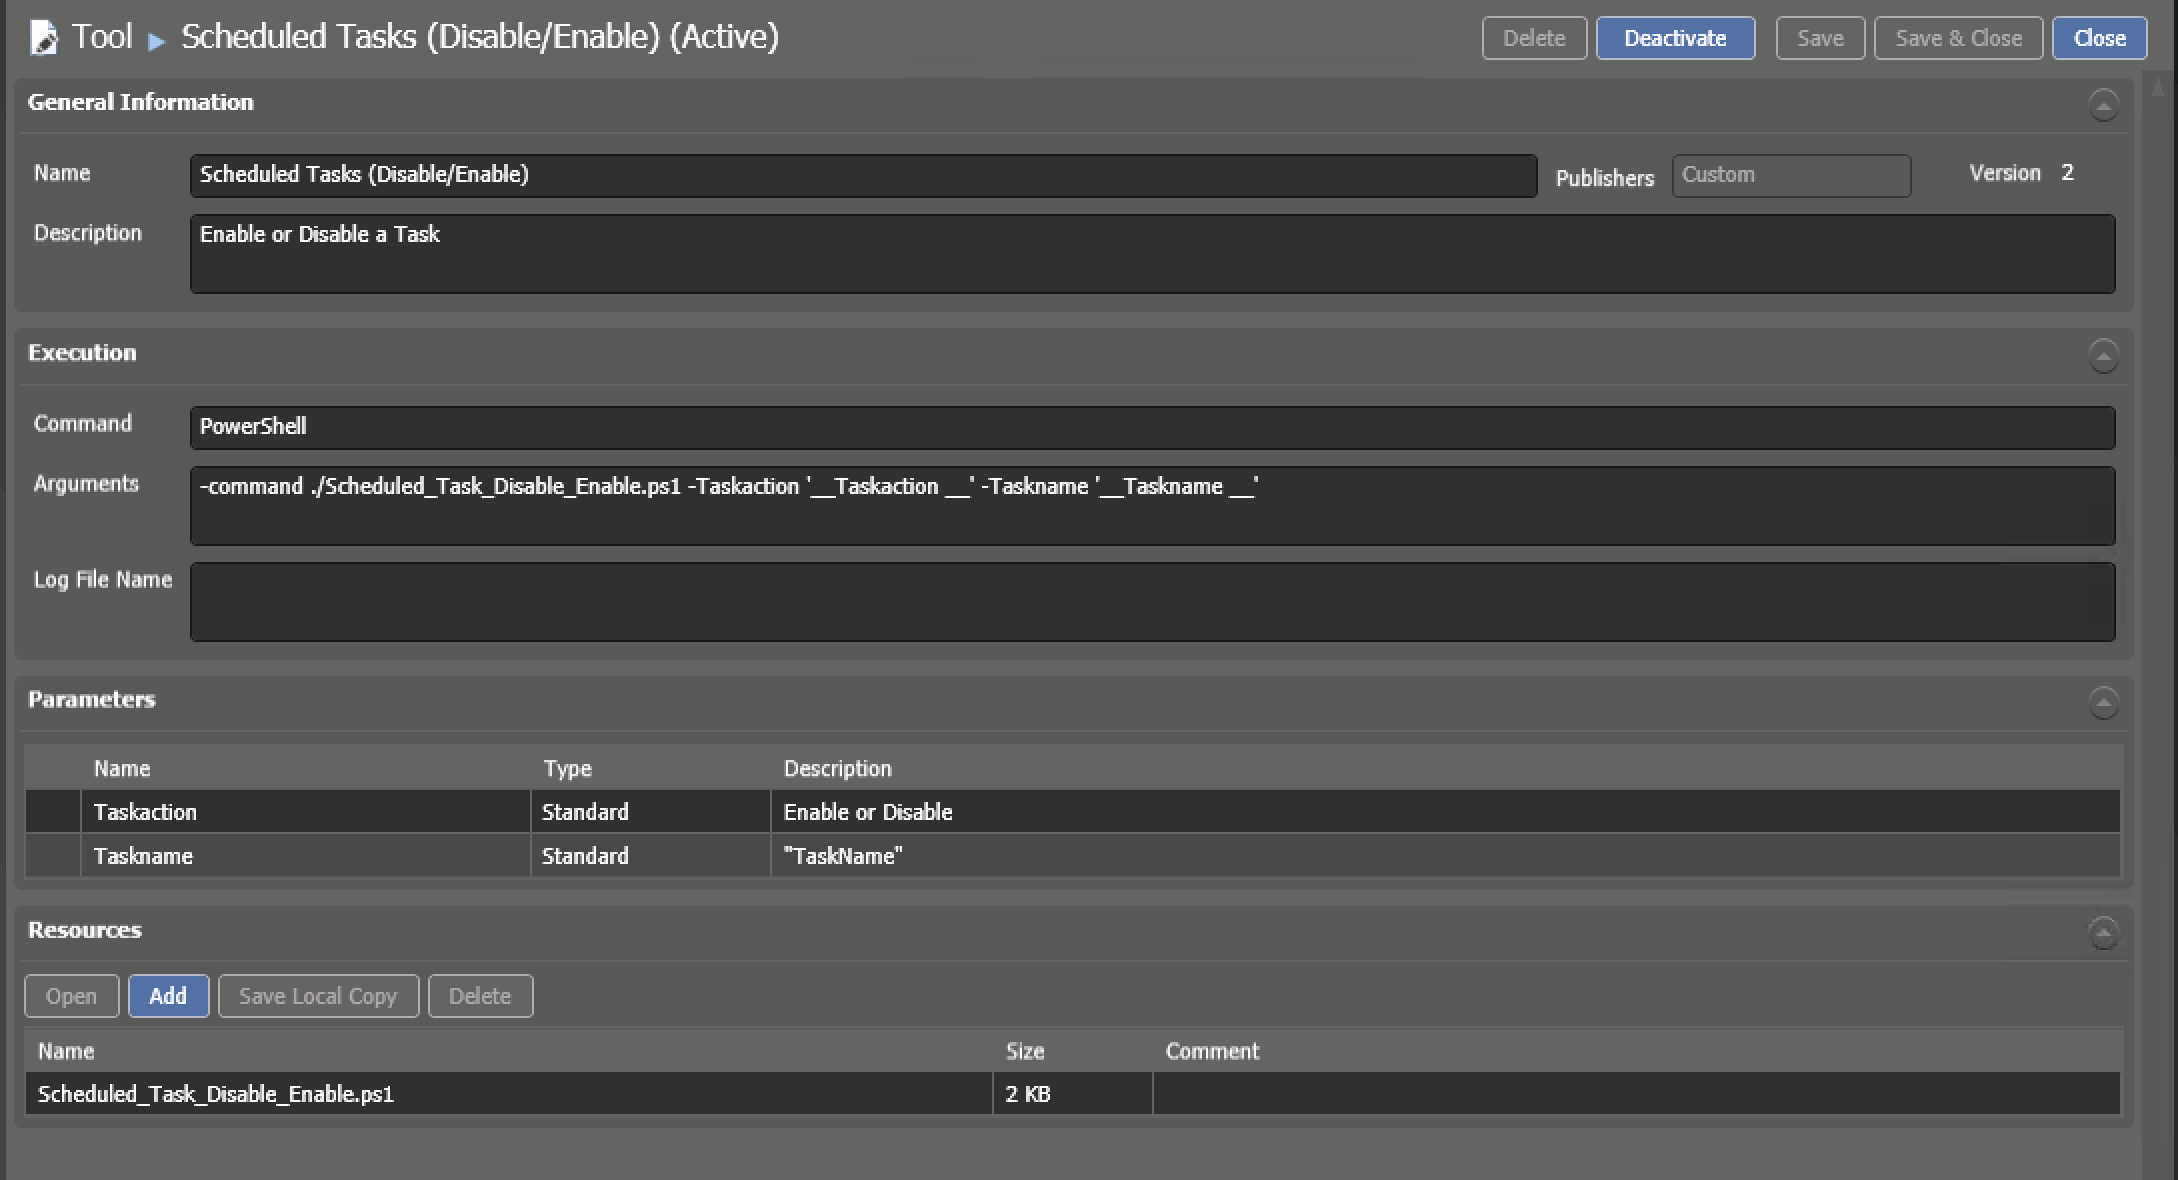 Tool ▶ Scheduled Tasks (Disable/Enable) (Active)
Delete Deactivate Save Save & Close Close
General Information
Name Scheduled Tasks (Disable/Enable) Publishers Custom Version 2
Description Enable or Disable a Task
Execution
Command PowerShell
Arguments -command ./Scheduled_Task_Disable_Enable.ps1 -Taskaction '__Taskaction __' -Taskname '__Taskname __'
Log File Name
Parameters
Name Type Description
Taskaction Standard Enable or Disable
Taskname Standard "TaskName"
Resources
Open Add Save Local Copy Delete
Name Size Comment
Scheduled_Task_Disable_Enable.ps1 2 KB